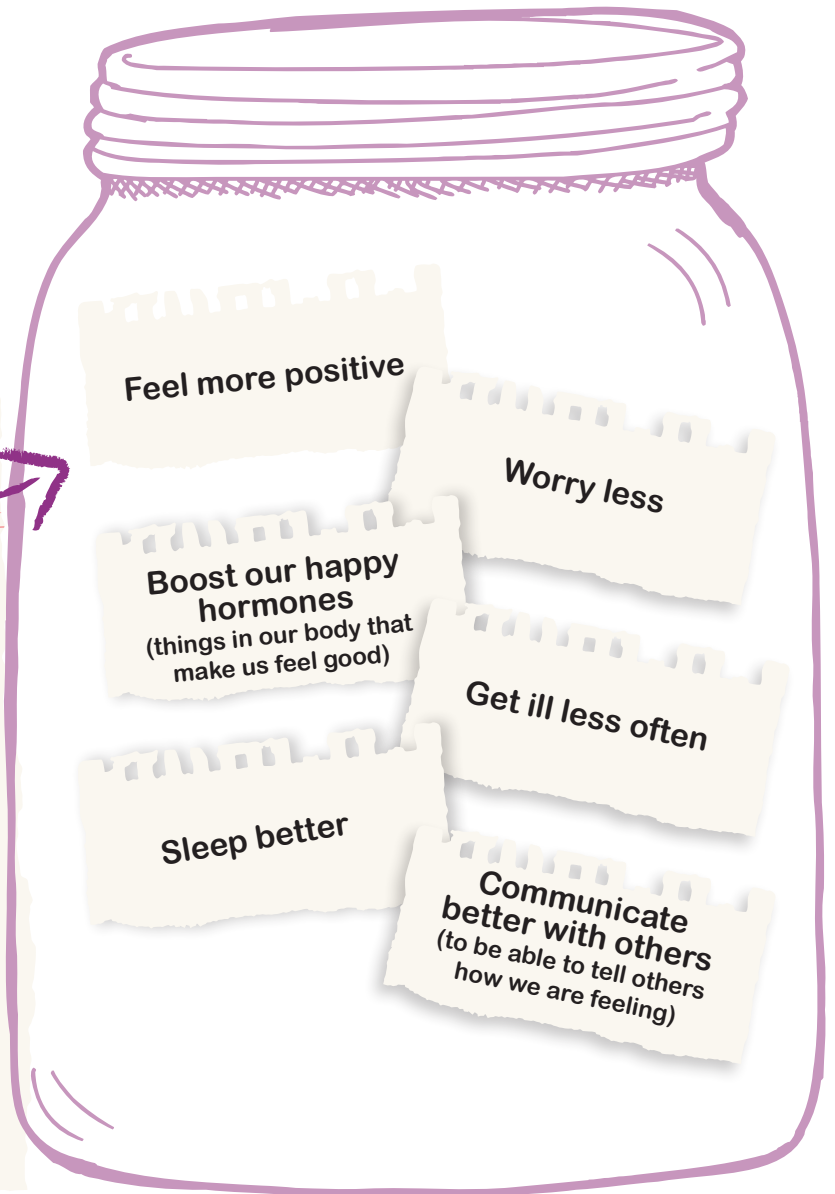 Feel more positive
Worry less
Boost our happy
hormones
(things in our body that
make us feel good)
Get ill less often
Sleep better
Communicate
better with others
(to be able to tell others
how we are feeling)